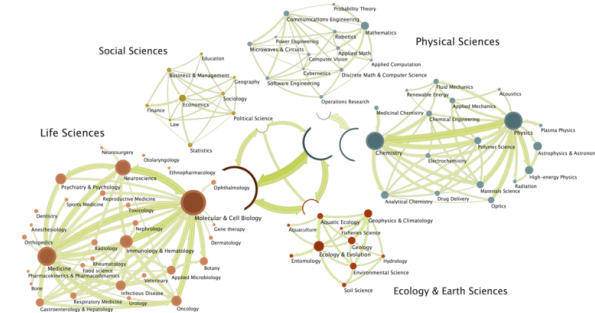 Probability Theory
Communications Engineering
Mathematics
Robotics
Power Engineering
Microwaves & Circuits
Applied Math
Computer Vision
Applied Computation
Cybernetics
Discrete Math & Computer Science
Software Engineering
Operations Research
Physical Sciences
Social Sciences
Education
Business & Management
Geography
Sociology
Economics
Finance
Political Science
Law
Statistics
Fluid Mechanics
Acoustics
Renewable Energy
Applied Mechanics
Medicinal Chemistry
Chemical Engineering
Physics
Plasma Physics
Chemistry
Polymer Science
Astrophysics & Astronom
Electrochemistry
High-energy Physics
Radiation
Materials Science
Analytical Chemistry
Drug Delivery
Optics
Life Sciences
Neurosurgery
Otolaryngology
Neuroscience
Ethnopharmacology
Psychiatry & Psychology
Ophthalmology
Reproductive Medicine
Sports Medicine
Toxicology
Dentistry
Molecular & Cell Biology
Anesthesiology
Nephrology
Gene therapy
Orthopedics
Dermatology
Radiology
Immunology & Hematology
Medicine
Rheumatology
Botany
food science
Pharmacokinetics & Pharmacodynamics
Applied Microbiology
Veterinary
Bone
Infectious Disease
Respiratory Medicine
Urology
Oncology
Gastroenterology & Hepatology
Aquatic Ecology
Geophysics & Climatology
Aquaculture
Fisheries Science
Geology
Ecology & Evolution
Entomology
Hydrology
Environmental Science
Soil Science
Ecology & Earth Sciences